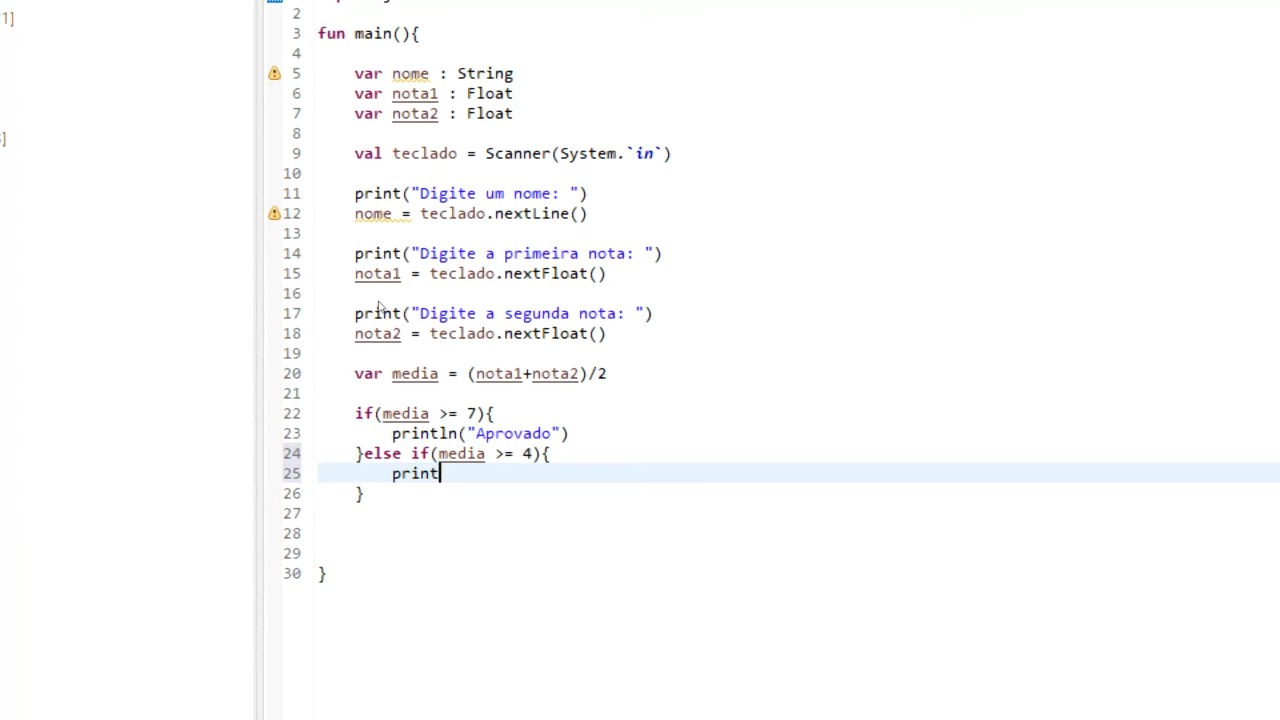 1]
]
2
3 fun main(){
4
5 var nome : String
6 var nota1 : Float
7 var nota2 : Float
8
9 val teclado = Scanner(System.`in`)
10
11 print("Digite um nome: ")
12 nome = teclado.nextLine()
13
14 print("Digite a primeira nota: ")
15 nota1 = teclado.nextFloat()
16
17 print("Digite a segunda nota: ")
18 nota2 = teclado.nextFloat()
19
20 var media = (nota1+nota2)/2
21
22 if(media >= 7){
23 println("Aprovado")
24 }else if(media >= 4){
25 print
26 }
27
28
29
30 }